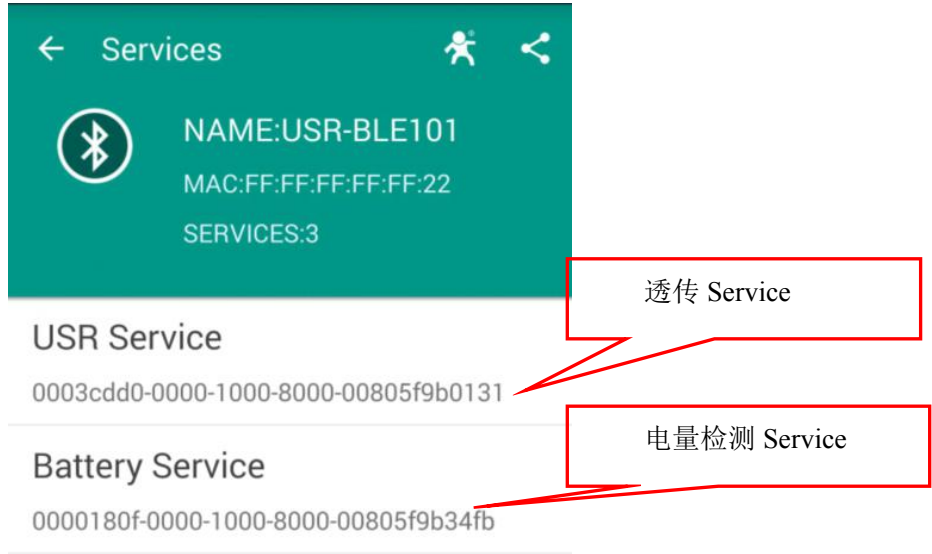 Services
NAME:USR-BLE101
MAC:FF:FF:FF:FF:FF:22
SERVICES:3
透传 Service
USR Service
0003cdd0-0000-1000-8000-00805f9b0131
电量检测 Service
Battery Service
0000180f-0000-1000-8000-00805f9b34fb